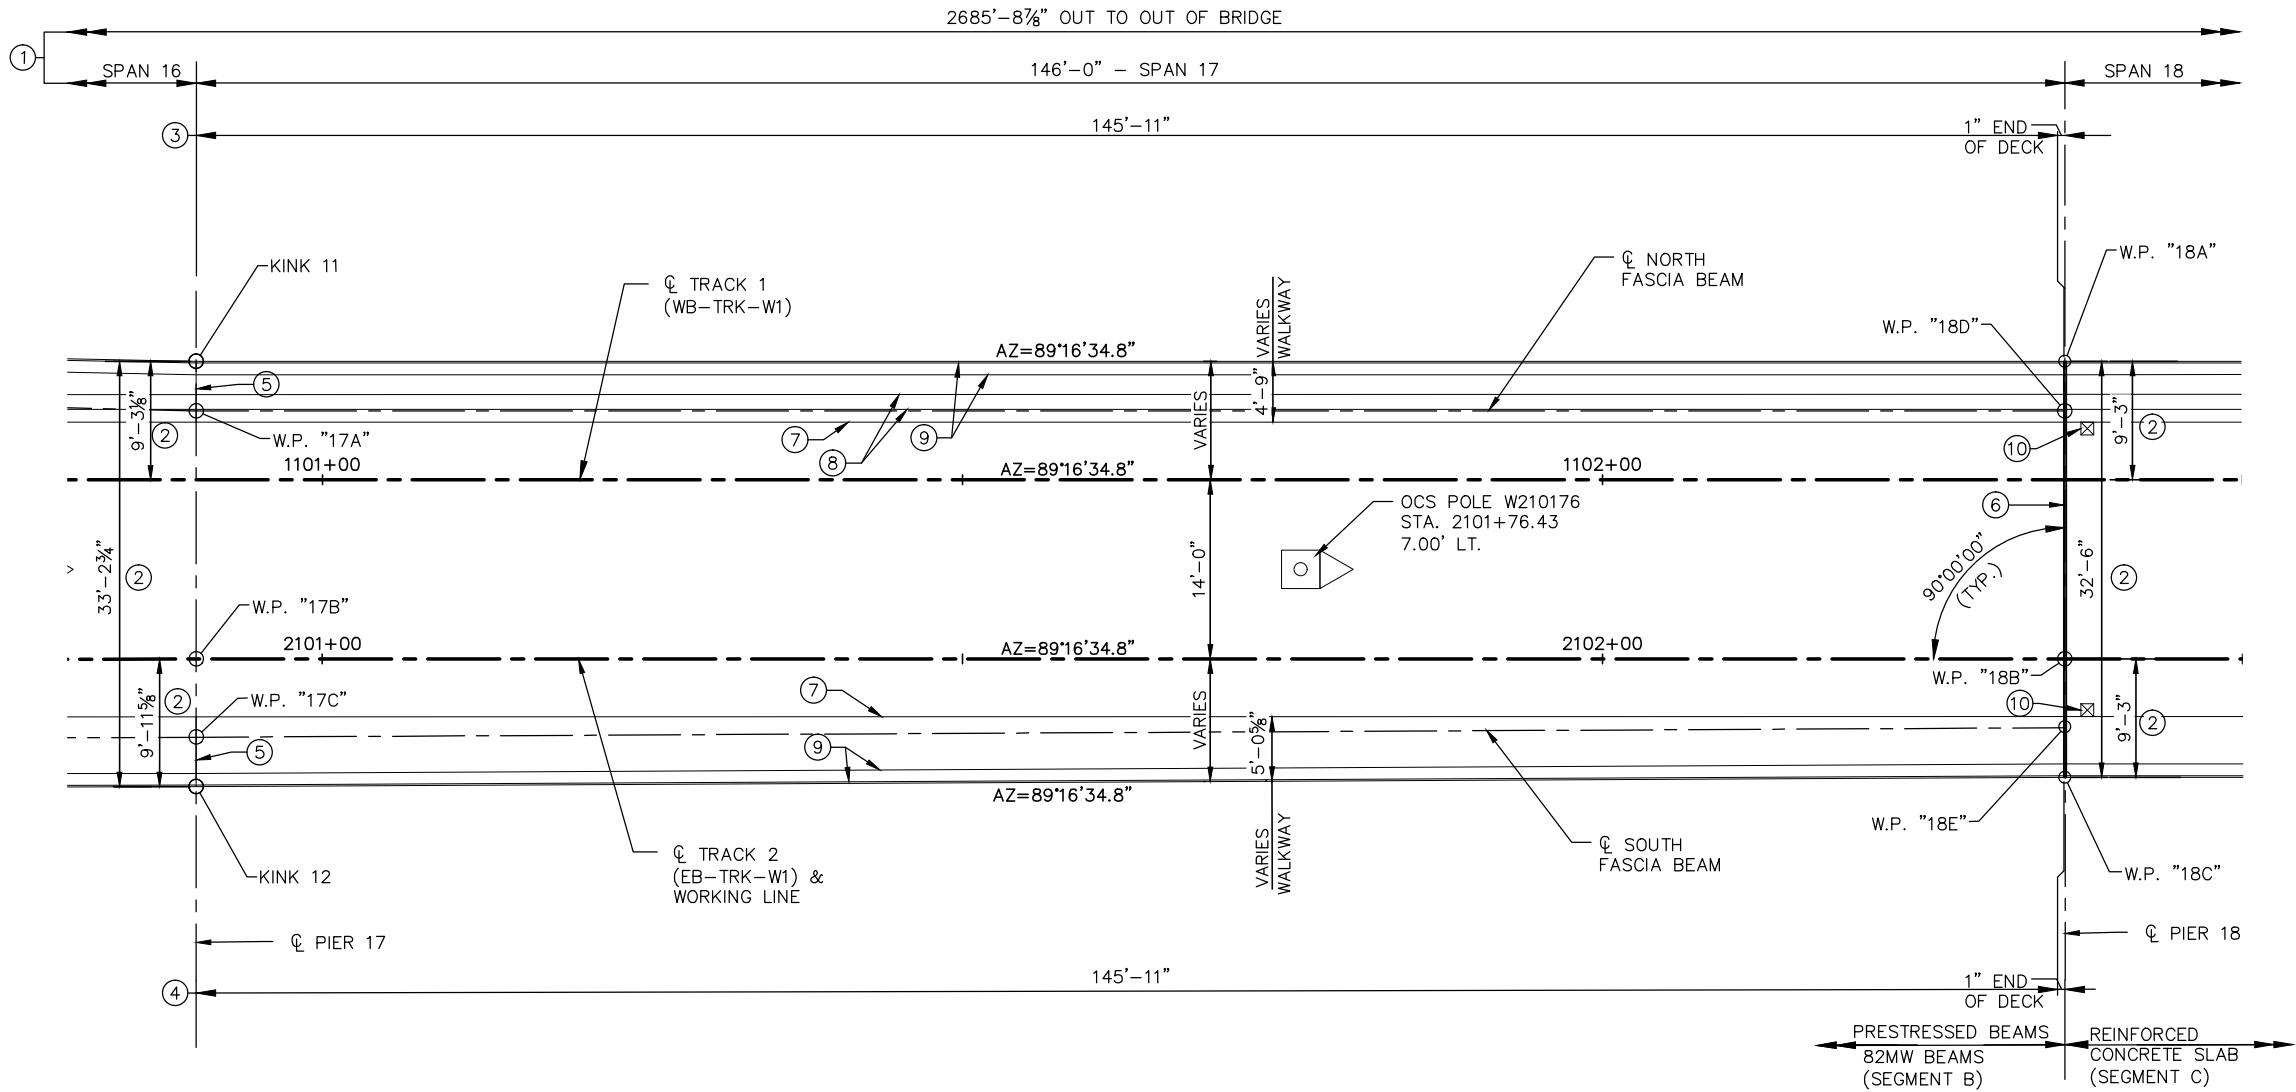 2685'-8⅞" OUT TO OUT OF BRIDGE
1
SPAN 16
146'-0" - SPAN 17
SPAN 18
3
145'-11"
1" END
OF DECK
KINK 11
℄ TRACK 1
(WB-TRK-W1)
℄ NORTH
FASCIA BEAM
W.P. "18A"
W.P. "18D"
VARIES
WALKWAY
4'-9"
AZ=89°16'34.8"
5
9'-3⅛"
2
W.P. "17A"
7
8
9
VARIES
10
9'-3"
2
1101+00
AZ=89°16'34.8"
1102+00
OCS POLE W210176
STA. 2101+76.43
7.00' LT.
6
33'-2¾"
2
14'-0"
90°00'00"
(TYP.)
32'-6"
2
W.P. "17B"
2101+00
AZ=89°16'34.8"
2102+00
W.P. "18B"
7
W.P. "17C"
9'-11⅝"
2
5
9
VARIES
5'-0⅝"
10
9'-3"
2
AZ=89°16'34.8"
VARIES
WALKWAY
W.P. "18E"
℄ SOUTH
FASCIA BEAM
℄ TRACK 2
(EB-TRK-W1) &
WORKING LINE
KINK 12
W.P. "18C"
℄ PIER 17
℄ PIER 18
4
145'-11"
1" END
OF DECK
PRESTRESSED BEAMS
82MW BEAMS
(SEGMENT B)
REINFORCED
CONCRETE SLAB
(SEGMENT C)